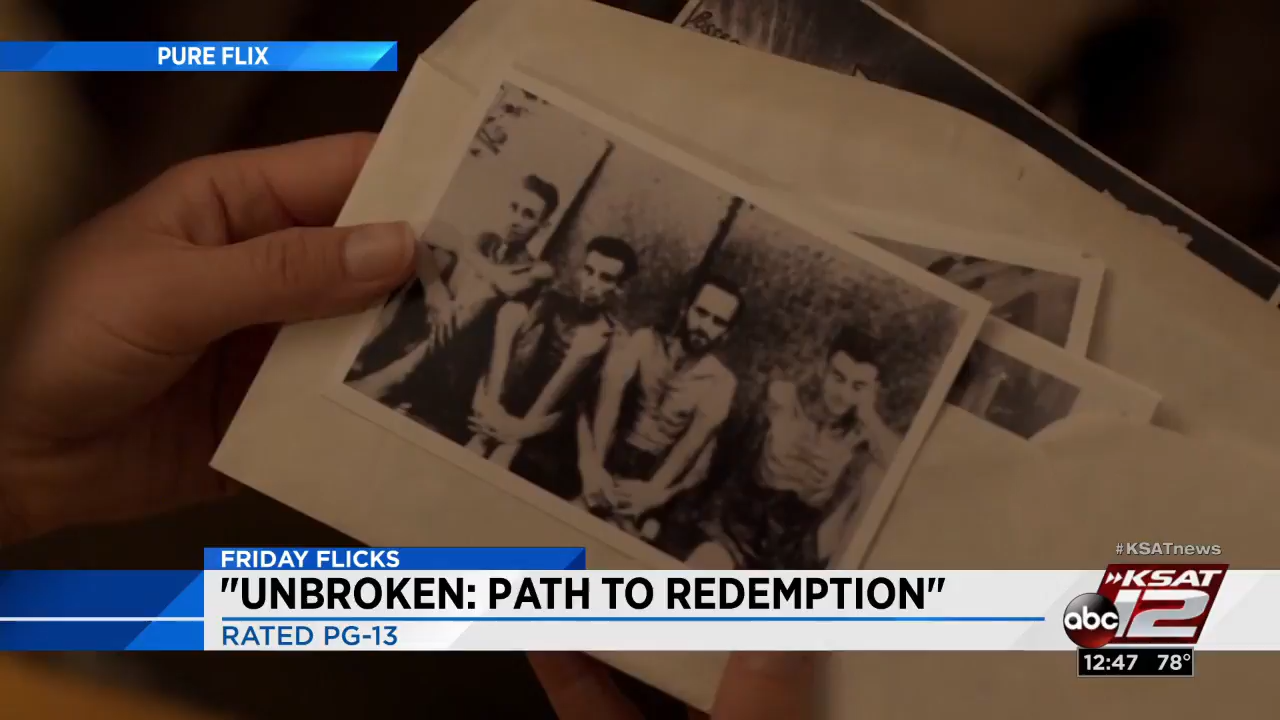 PURE FLIX
#KSATnews
FRIDAY FLICKS
"UNBROKEN: PATH TO REDEMPTION"
RATED PG-13
KSAT
abc 12
12:47 78°